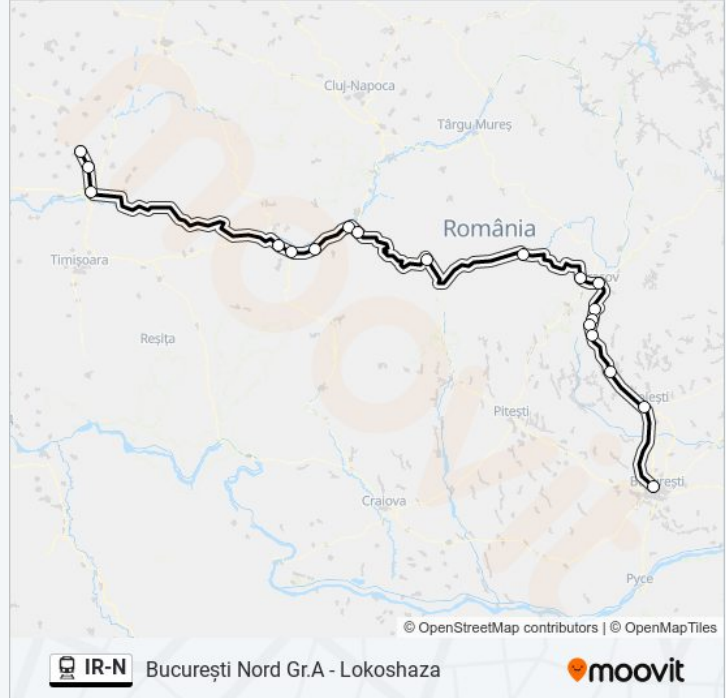 Cluj-Napoca
Târgu Mureș
România
Timișoara
Reșița
Pitești
Craiova
București
Pyce
moovit
© OpenStreetMap contributors | © OpenMapTiles
IR-N București Nord Gr.A - Lokoshaza
moovit